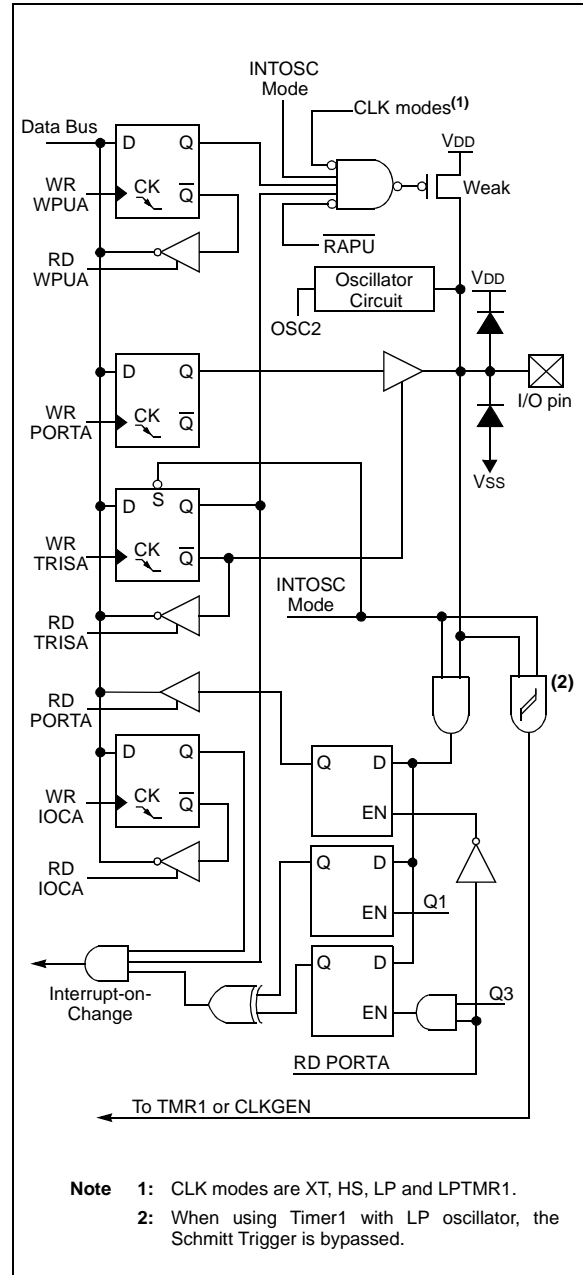 INTOSC
Mode
CLK modes(1)
Data Bus
D Q
VDD
WR
WPUA
CK
Q
Weak
RD
WPUA
RAPU
Oscillator
Circuit
VDD
OSC2
D Q
WR
PORTA
CK
Q
I/O pin
VSS
S
D Q
WR
TRISA
CK
Q
INTOSC
Mode
RD
TRISA
(2)
RD
PORTA
D Q
Q D
WR
IOCA
CK
Q
EN
RD
IOCA
Q D
EN
Q1
Q D
Interrupt-on-
Change
EN
Q3
RD PORTA
To TMR1 or CLKGEN
Note 1: CLK modes are XT, HS, LP and LPTMR1.
2: When using Timer1 with LP oscillator, the
Schmitt Trigger is bypassed.